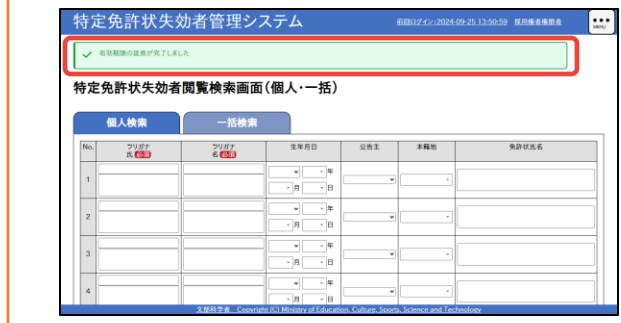 特定免許状失効者管理システム
前回ログイン:2024-09-25 13:50:59 採用権者権限者
MENU
有効期限の延長が完了しました
特定免許状失効者閲覧検索画面(個人・一括)
個人検索 一括検索
No. フリガナ 氏 必須 フリガナ 名 必須 生年月日 公告主 本籍地 免許状氏名
1 年
月 日
2 年
月 日
3 年
月 日
4 年
月 日
文部科学省 Copyright (C) Ministry of Education, Culture, Sports, Science and Technology